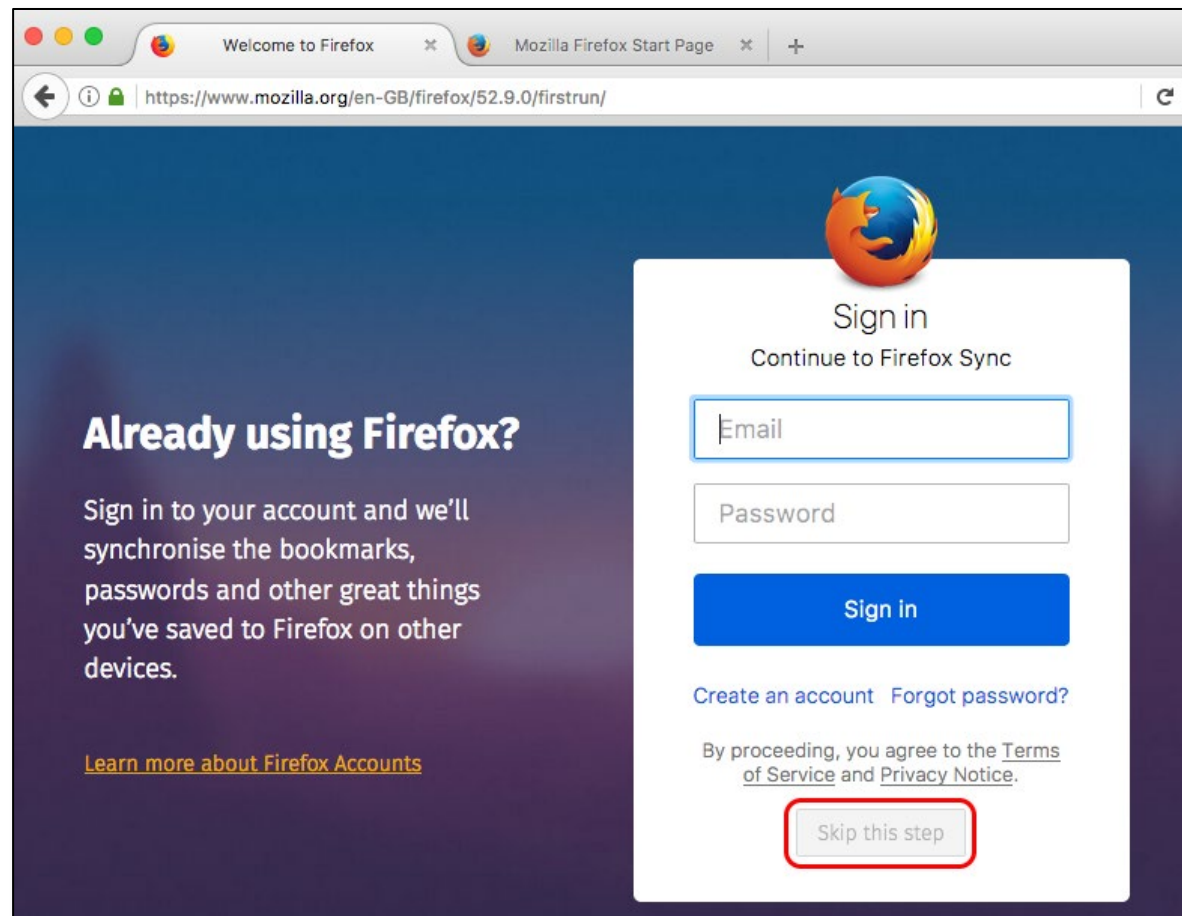 Welcome to Firefox
Mozilla Firefox Start Page
https://www.mozilla.org/en-GB/firefox/52.9.0/firstrun/
Already using Firefox?
Sign in to your account and we’ll
synchronise the bookmarks,
passwords and other great things
you’ve saved to Firefox on other
devices.
Learn more about Firefox Accounts
Sign in
Continue to Firefox Sync
Email
Password
Sign in
Create an account Forgot password?
By proceeding, you agree to the Terms
of Service and Privacy Notice.
Skip this step